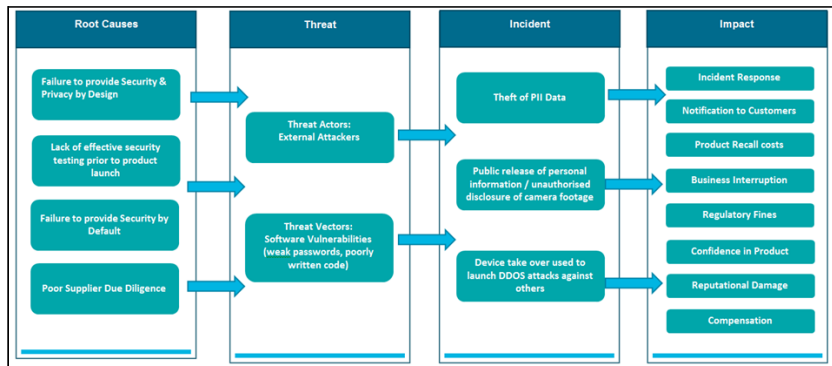 Root Causes
Failure to provide Security &
Privacy by Design
Lack of effective security
testing prior to product
launch
Failure to provide Security by
Default
Poor Supplier Due Diligence
Threat
Threat Actors:
External Attackers
Threat Vectors:
Software Vulnerabilities
(weak passwords, poorly
written code)
Incident
Theft of PII Data
Public release of personal
information / unauthorised
disclosure of camera footage
Device take over used to
launch DDOS attacks against
others
Impact
Incident Response
Notification to Customers
Product Recall costs
Business Interruption
Regulatory Fines
Confidence in Product
Reputational Damage
Compensation